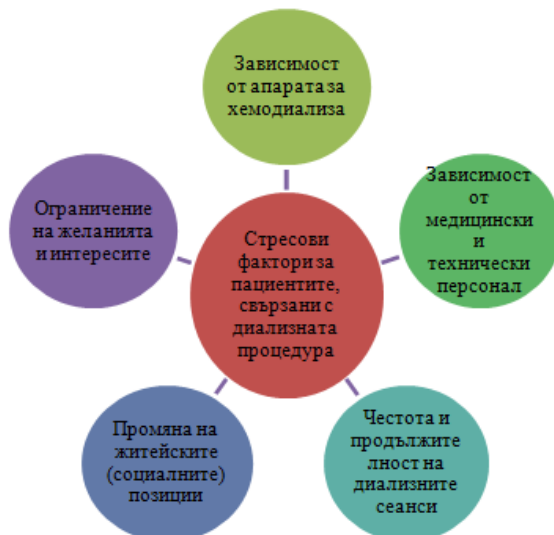 Зависимост
от апарата за
хемодиализа
Зависимост
от
медицински
и
технически
персонал
Честота и
продължите
лност на
диализните
сеанси
Промяна на
житейските
(социалните)
позиции
Ограничение
на желанията
и интересите
Стресови
фактори за
пациентите,
свързани с
диализната
процедура